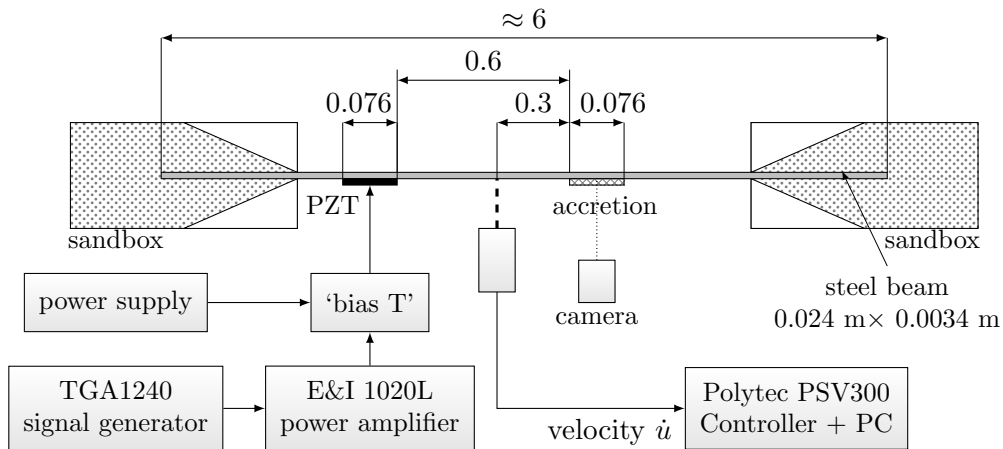 ≈ 6
0.6
0.076
0.3
0.076
PZT
accretion
sandbox
sandbox
power supply
‘bias T’
camera
steel beam
0.024 m× 0.0034 m
TGA1240
signal generator
E&I 1020L
power amplifier
velocity u̇
Polytec PSV300
Controller + PC